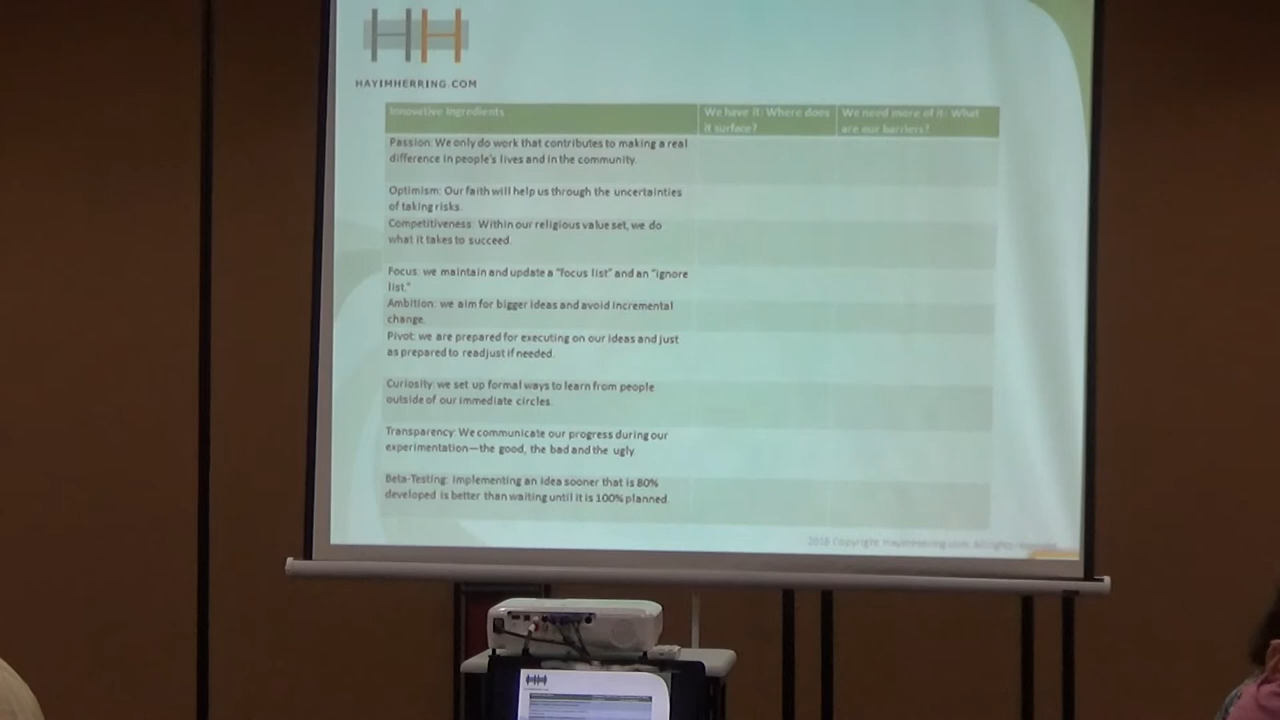 HH
HAYIMHERRING.COM
Innovative Ingredients
We have it: Where does
it surface?
We need more of it: What
are our barriers?
Passion: We only do work that contributes to making a real
difference in people's lives and in the community.
Optimism: Our faith will help us through the uncertainties
of taking risks.
Competitiveness: Within our religious value set, we do
what it takes to succeed.
Focus: we maintain and update a "focus list" and an "ignore
list."
Ambition: we aim for bigger ideas and avoid incremental
change.
Pivot: we are prepared for executing on our ideas and just
as prepared to readjust if needed.
Curiosity: we set up formal ways to learn from people
outside of our immediate circles.
Transparency: We communicate our progress during our
experimentation—the good, the bad and the ugly
Beta-Testing: Implementing an idea sooner that is 80%
developed is better than waiting until it is 100% planned.
Copyright HayimHerring.com. All rights
HH